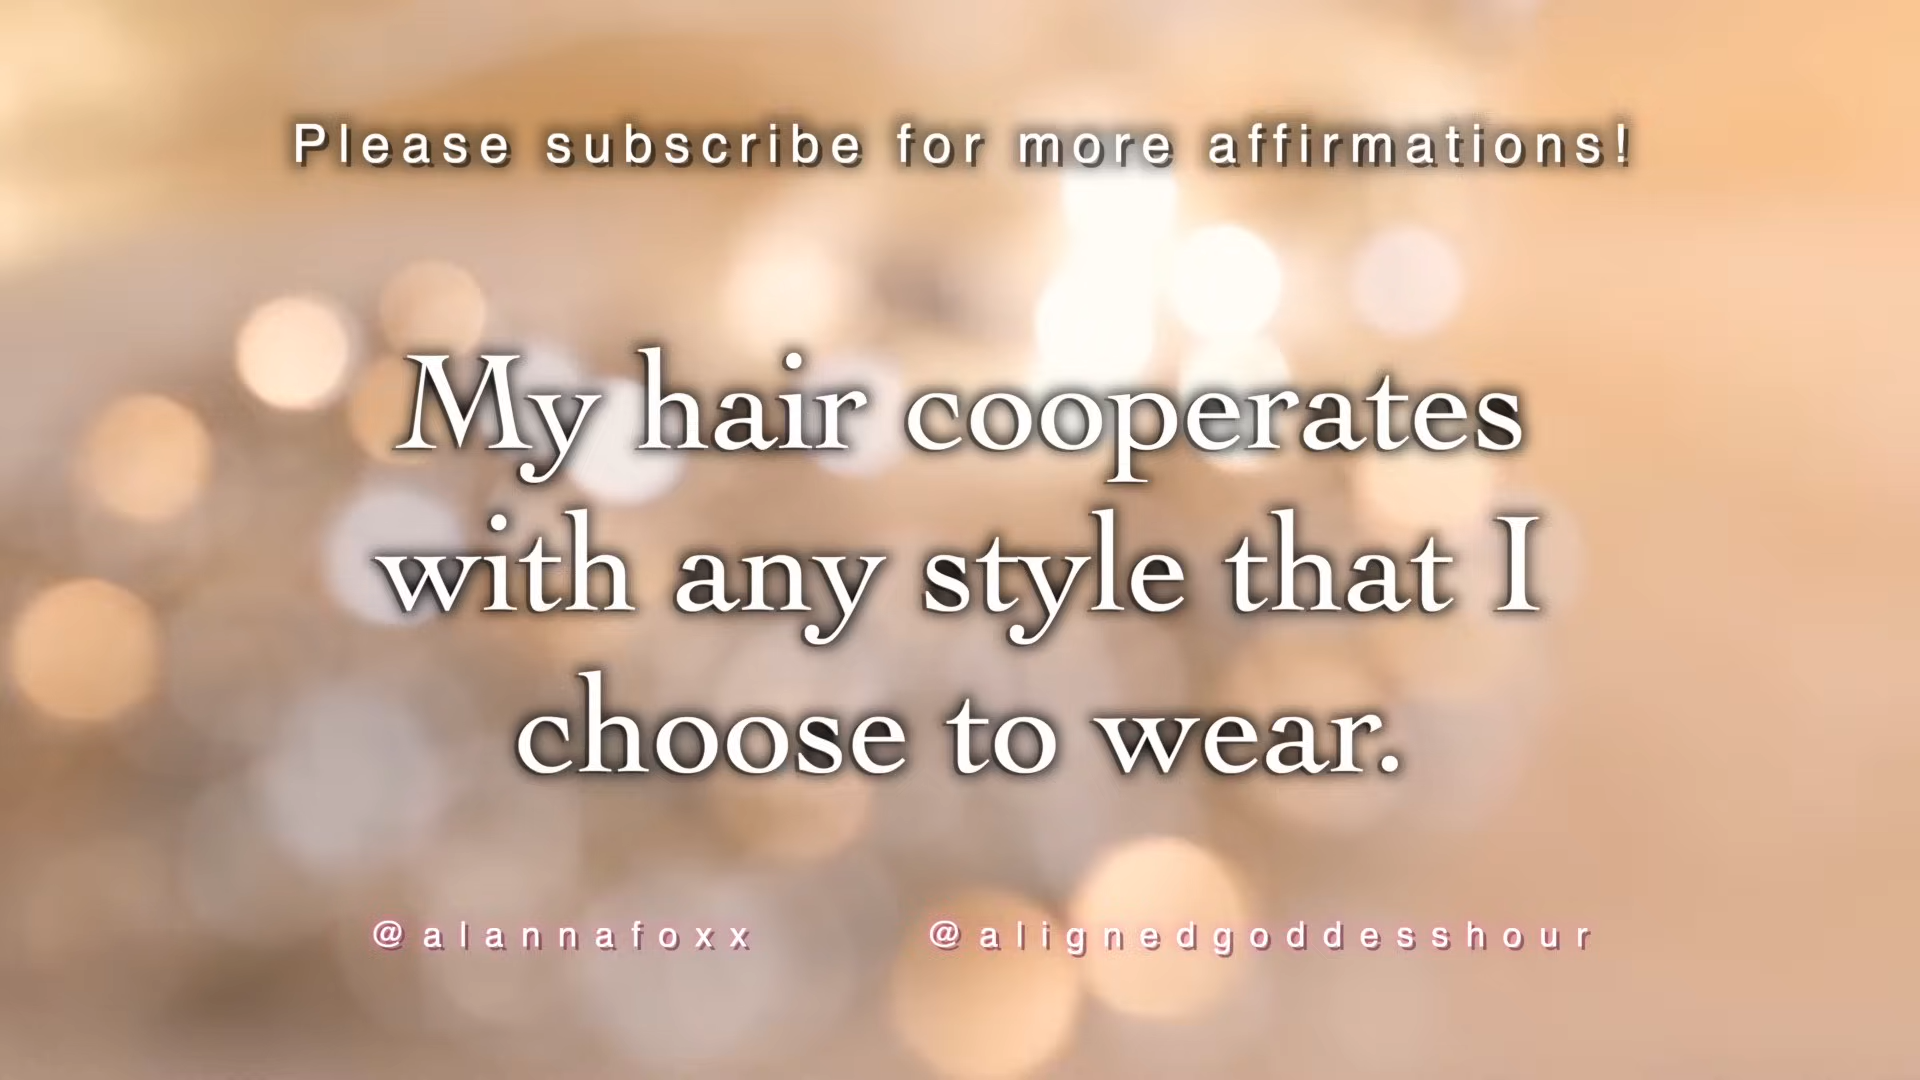 Please subscribe for more affirmations!
My hair cooperates
with any style that I
choose to wear.
@alannafoxx @alignedgoddesshour